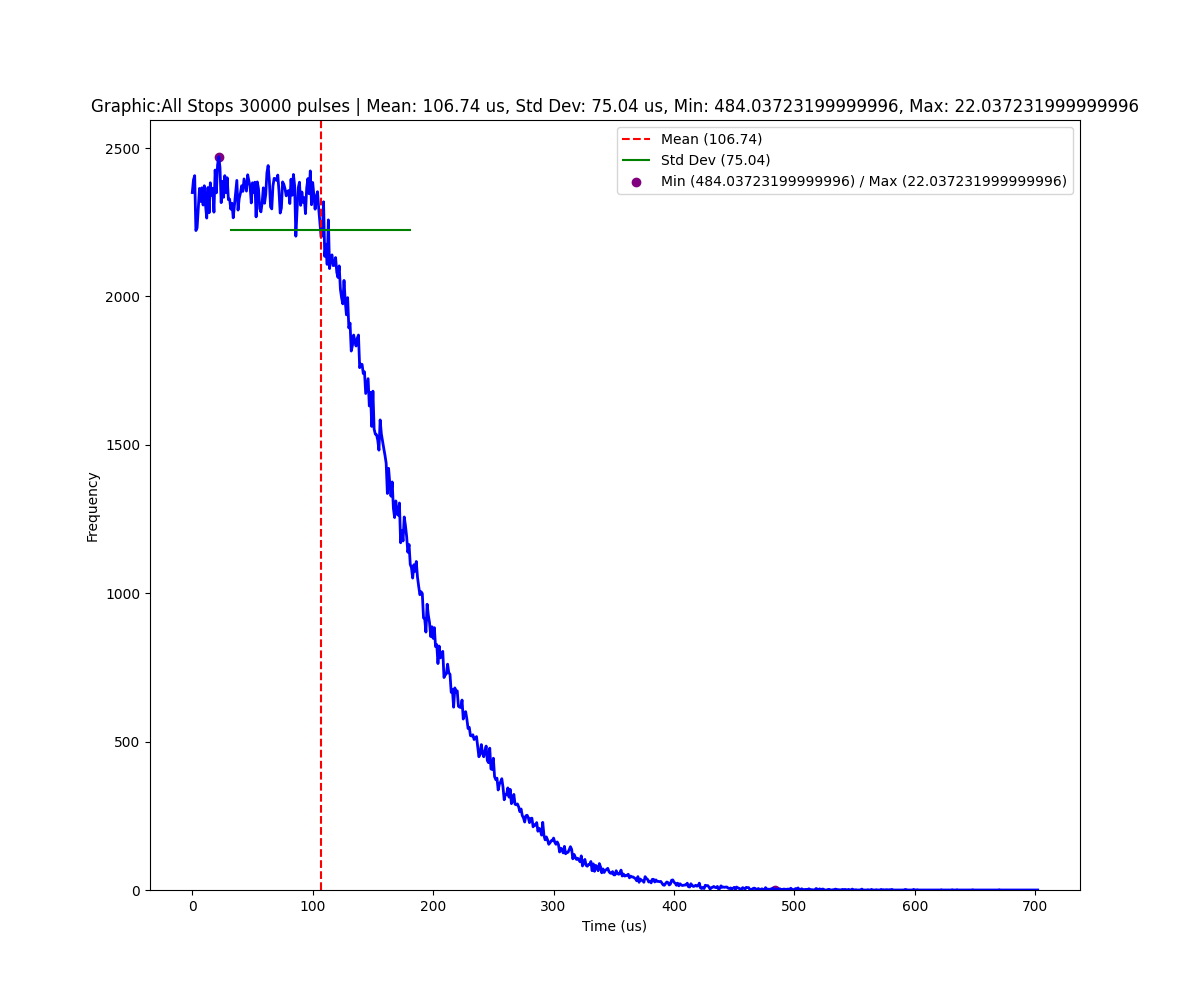 Graphic:All Stops 30000 pulses | Mean: 106.74 us, Std Dev: 75.04 us, Min: 484.03723199999996, Max: 22.037231999999996
Mean (106.74)
Std Dev (75.04)
Min (484.03723199999996) / Max (22.037231999999996)
2500
2000
1500
1000
500
0
Frequency
0 100 200 300 400 500 600 700
Time (us)